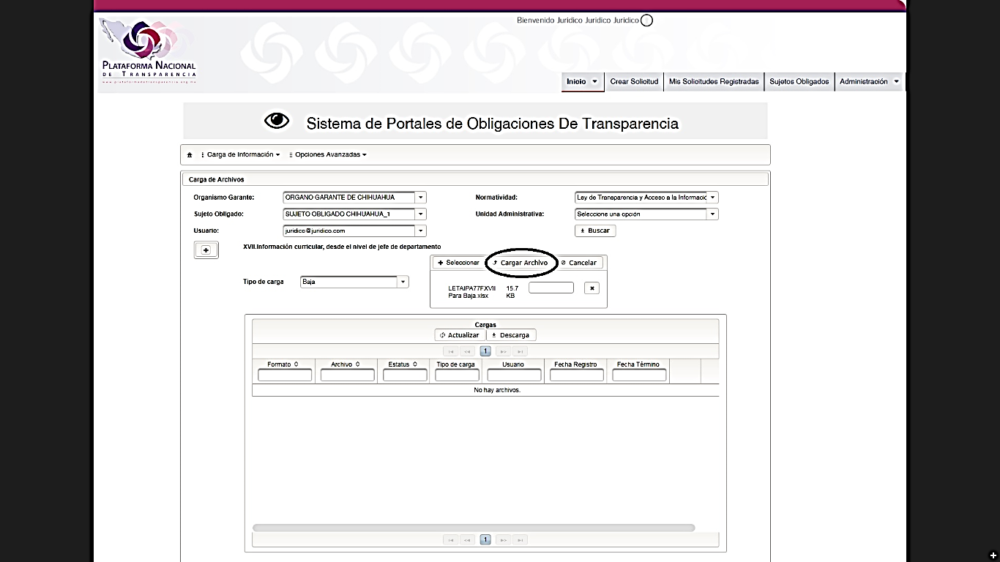 Bienvenido Juridico Juridico Juridico
PLATAFORMA NACIONAL
DE TRANSPARENCIA
www.plataformadetransparencia.org.mx
Inicio Crear Solicitud Mis Solicitudes Registradas Sujetos Obligados Administración
Sistema de Portales de Obligaciones De Transparencia
Carga de Información Opciones Avanzadas
Carga de Archivos
Organismo Garante: ORGANO GARANTE DE CHIHUAHUA Normatividad: Ley de Transparencia y Acceso a la Informació
Sujeto Obligado: SUJETO OBLIGADO CHIHUAHUA_1 Unidad Administrativa: Seleccione una opción
Usuario: juridico@juridico.com Buscar
XVII.Información curricular, desde el nivel de jefe de departamento
Seleccionar Cargar Archivo Cancelar
Tipo de carga Baja
LETAIPA77FXVII 15.7
Para Baja.xlsx KB
Cargas
Actualizar Descarga
1
Formato Archivo Estatus Tipo de carga Usuario Fecha Registro Fecha Término
No hay archivos.
1